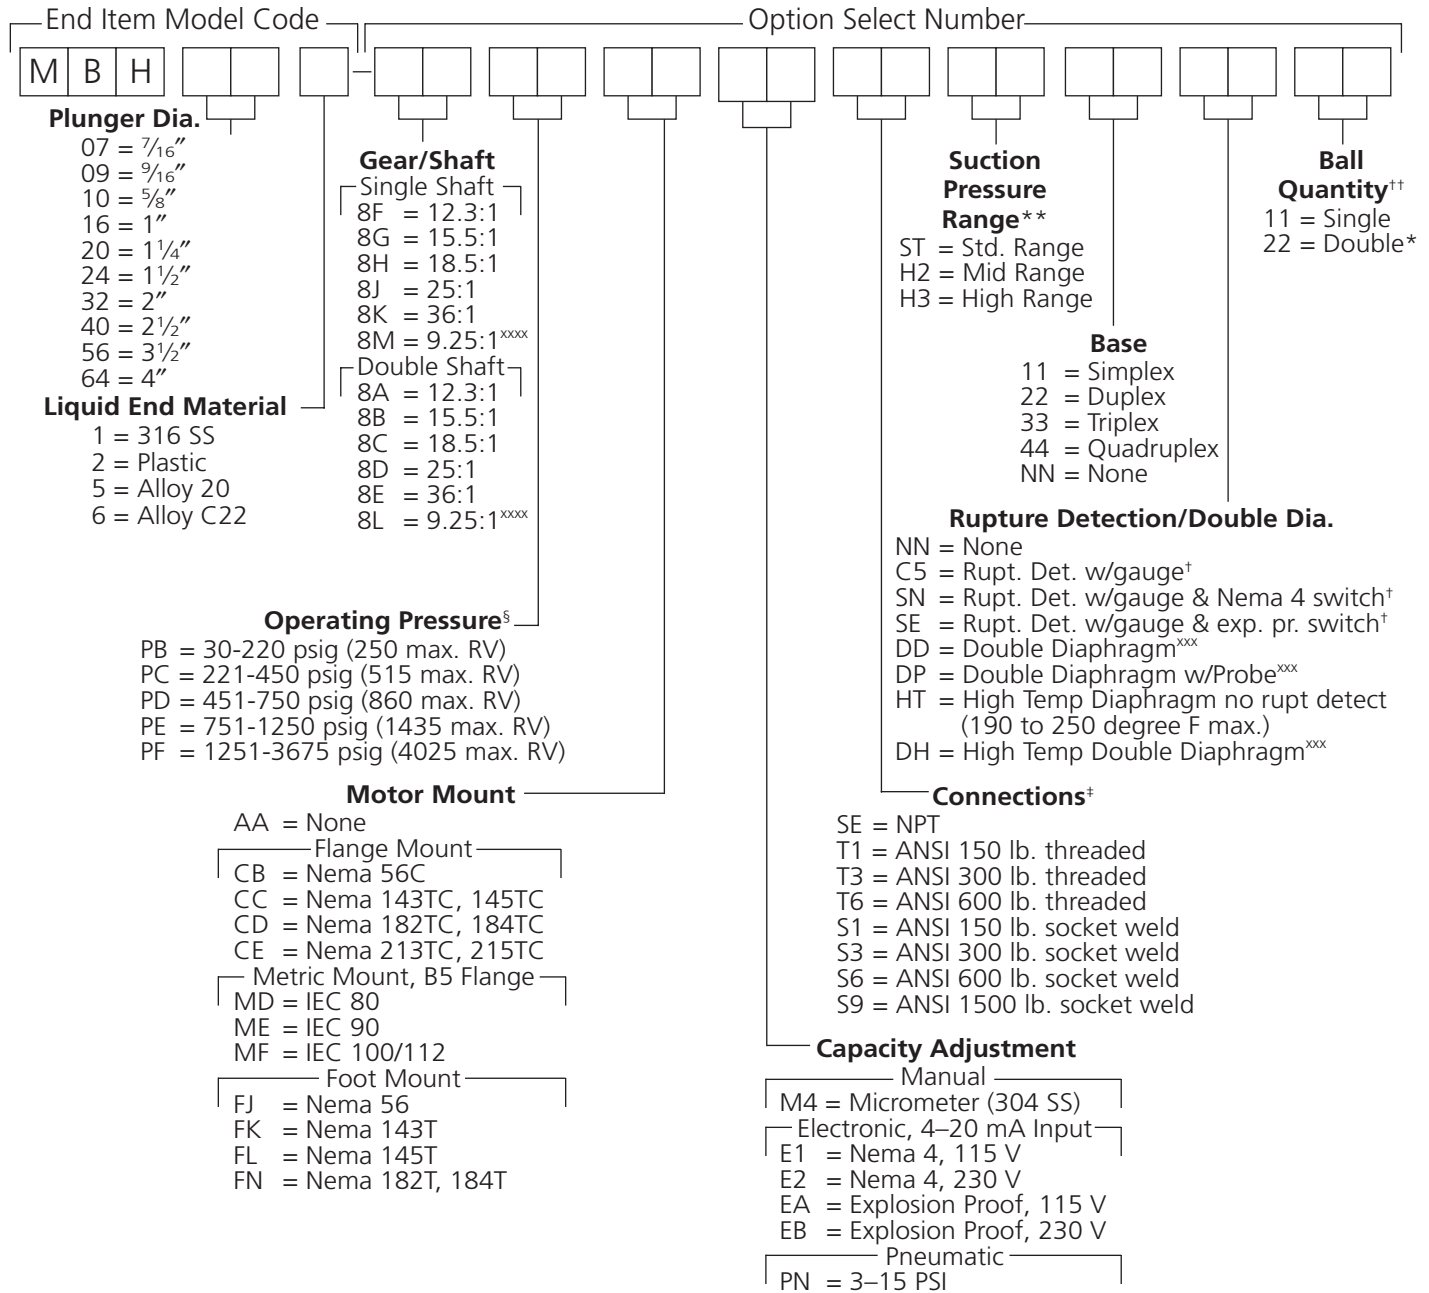 End Item Model Code
Option Select Number
M B H
Plunger Dia.
07 = 7/16″
09 = 9/16″
10 = 5/8″
16 = 1″
20 = 1 1/4″
24 = 1 1/2″
32 = 2″
40 = 2 1/2″
56 = 3 1/2″
64 = 4″
Liquid End Material
1 = 316 SS
2 = Plastic
5 = Alloy 20
6 = Alloy C22
Gear/Shaft
Single Shaft
8F = 12.3:1
8G = 15.5:1
8H = 18.5:1
8J = 25:1
8K = 36:1
8M = 9.25:1xxxx
Double Shaft
8A = 12.3:1
8B = 15.5:1
8C = 18.5:1
8D = 25:1
8E = 36:1
8L = 9.25:1xxxx
Operating Pressure§
PB = 30-220 psig (250 max. RV)
PC = 221-450 psig (515 max. RV)
PD = 451-750 psig (860 max. RV)
PE = 751-1250 psig (1435 max. RV)
PF = 1251-3675 psig (4025 max. RV)
Motor Mount
AA = None
Flange Mount
CB = Nema 56C
CC = Nema 143TC, 145TC
CD = Nema 182TC, 184TC
CE = Nema 213TC, 215TC
Metric Mount, B5 Flange
MD = IEC 80
ME = IEC 90
MF = IEC 100/112
Foot Mount
FJ = Nema 56
FK = Nema 143T
FL = Nema 145T
FN = Nema 182T, 184T
Suction
Pressure
Range**
ST = Std. Range
H2 = Mid Range
H3 = High Range
Ball
Quantity††
11 = Single
22 = Double*
Base
11 = Simplex
22 = Duplex
33 = Triplex
44 = Quadruplex
NN = None
Rupture Detection/Double Dia.
NN = None
C5 = Rupt. Det. w/gauge†
SN = Rupt. Det. w/gauge & Nema 4 switch†
SE = Rupt. Det. w/gauge & exp. pr. switch†
DD = Double Diaphragmxxx
DP = Double Diaphragm w/Probexxx
HT = High Temp Diaphragm no rupt detect
(190 to 250 degree F max.)
DH = High Temp Double Diaphragmxxx
Connections‡
SE = NPT
T1 = ANSI 150 lb. threaded
T3 = ANSI 300 lb. threaded
T6 = ANSI 600 lb. threaded
S1 = ANSI 150 lb. socket weld
S3 = ANSI 300 lb. socket weld
S6 = ANSI 600 lb. socket weld
S9 = ANSI 1500 lb. socket weld
Capacity Adjustment
Manual
M4 = Micrometer (304 SS)
Electronic, 4–20 mA Input
E1 = Nema 4, 115 V
E2 = Nema 4, 230 V
EA = Explosion Proof, 115 V
EB = Explosion Proof, 230 V
Pneumatic
PN = 3–15 PSI